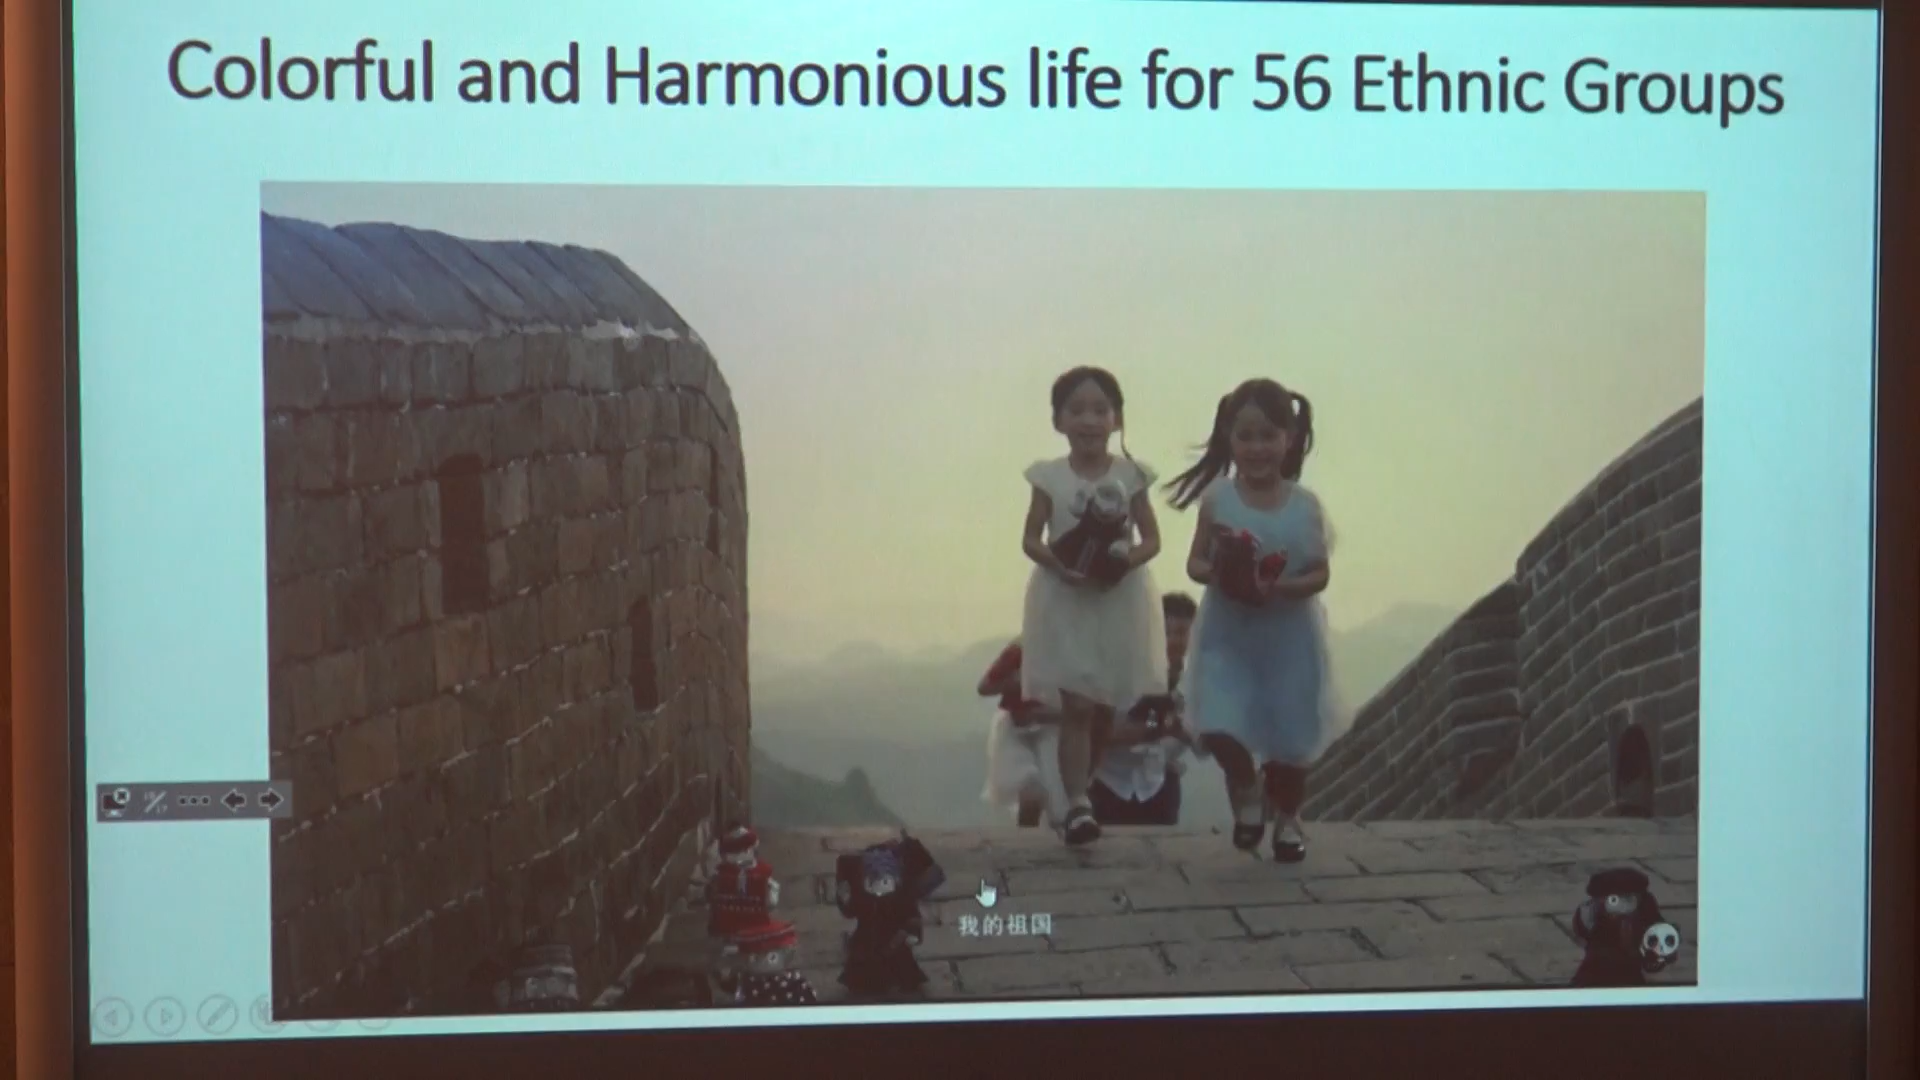 Colorful and Harmonious life for 56 Ethnic Groups
我的祖国